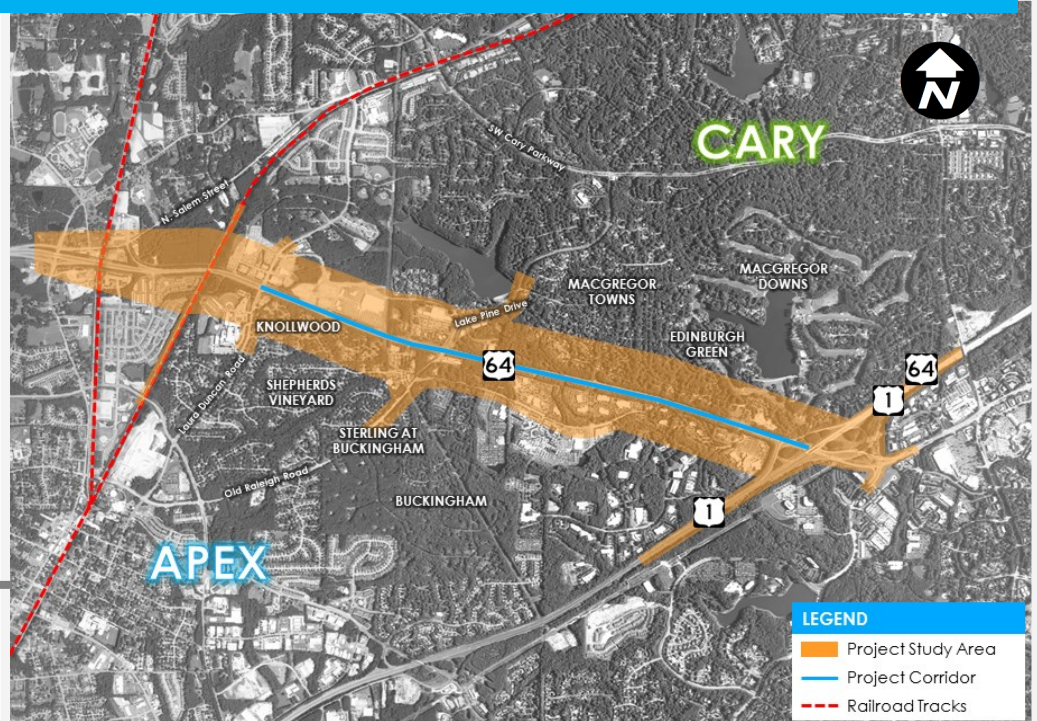 N
CARY
SW Cary Parkway
N. Salem Street
MACGREGOR
DOWNS
MACGREGOR
TOWNS
Lake Pine Drive
KNOLLWOOD
EDINBURGH
GREEN
64
64
1
Laura Duncan Road
SHEPHERDS
VINEYARD
STERLING AT
BUCKINGHAM
Old Raleigh Road
BUCKINGHAM
1
APEX
LEGEND
Project Study Area
Project Corridor
Railroad Tracks